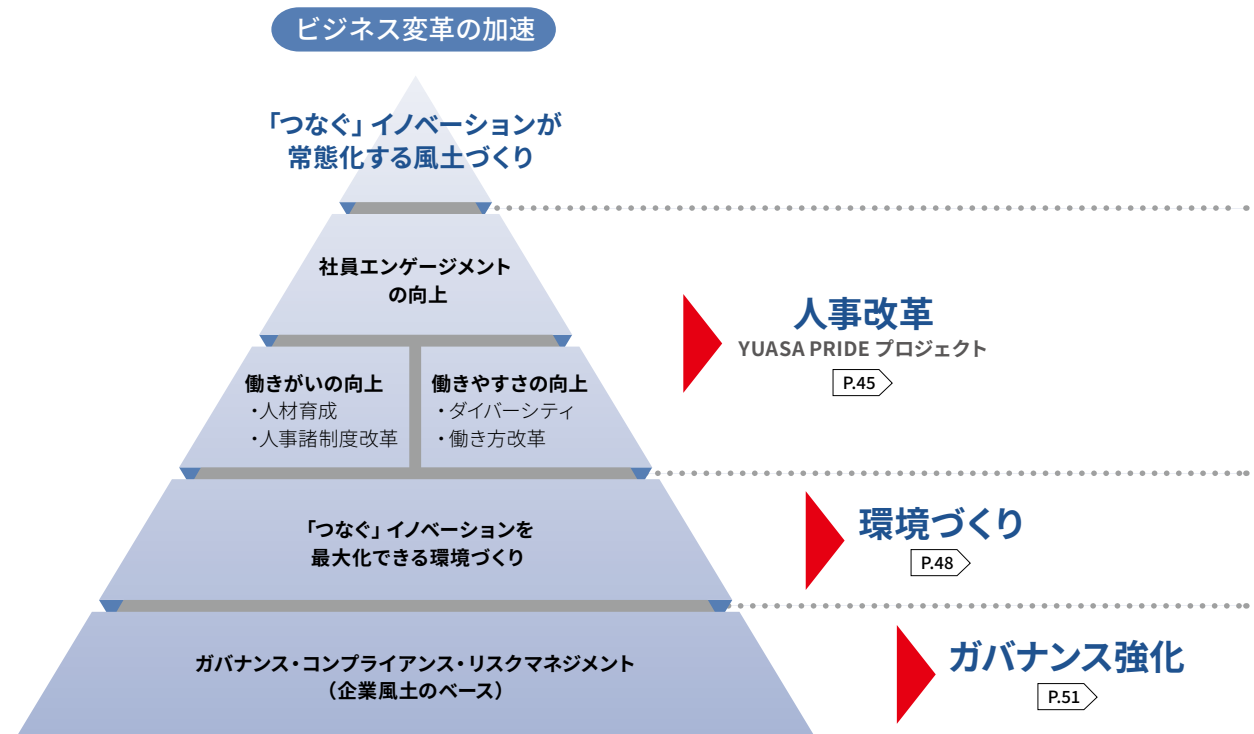 ビジネス変革の加速
「つなぐ」イノベーションが
常態化する風土づくり
社員エンゲージメント
の向上
働きがいの向上
・人材育成
・人事諸制度改革
働きやすさの向上
・ダイバーシティ
・働き方改革
人事改革
YUASA PRIDE プロジェクト
P.45
「つなぐ」イノベーションを
最大化できる環境づくり
環境づくり
P.48
ガバナンス・コンプライアンス・リスクマネジメント
（企業風土のベース）
ガバナンス強化
P.51